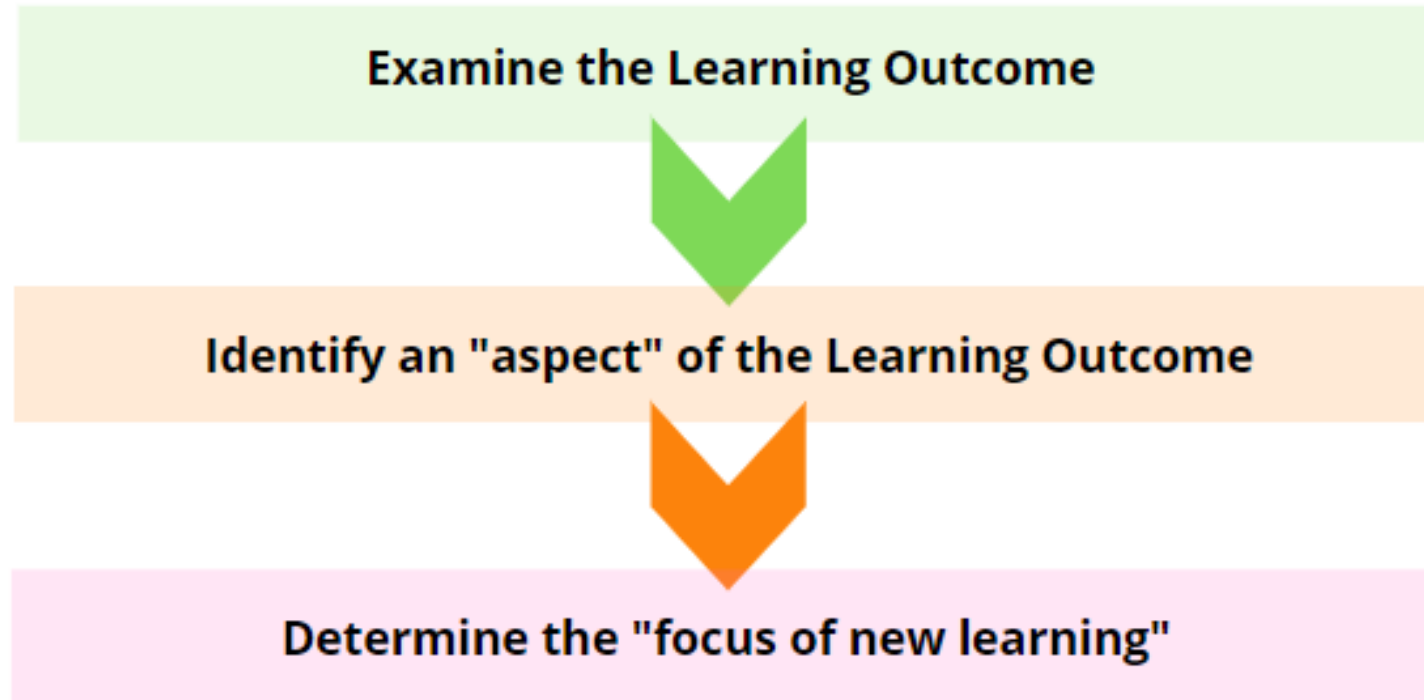 Examine the Learning Outcome
Identify an "aspect" of the Learning Outcome
Determine the "focus of new learning"